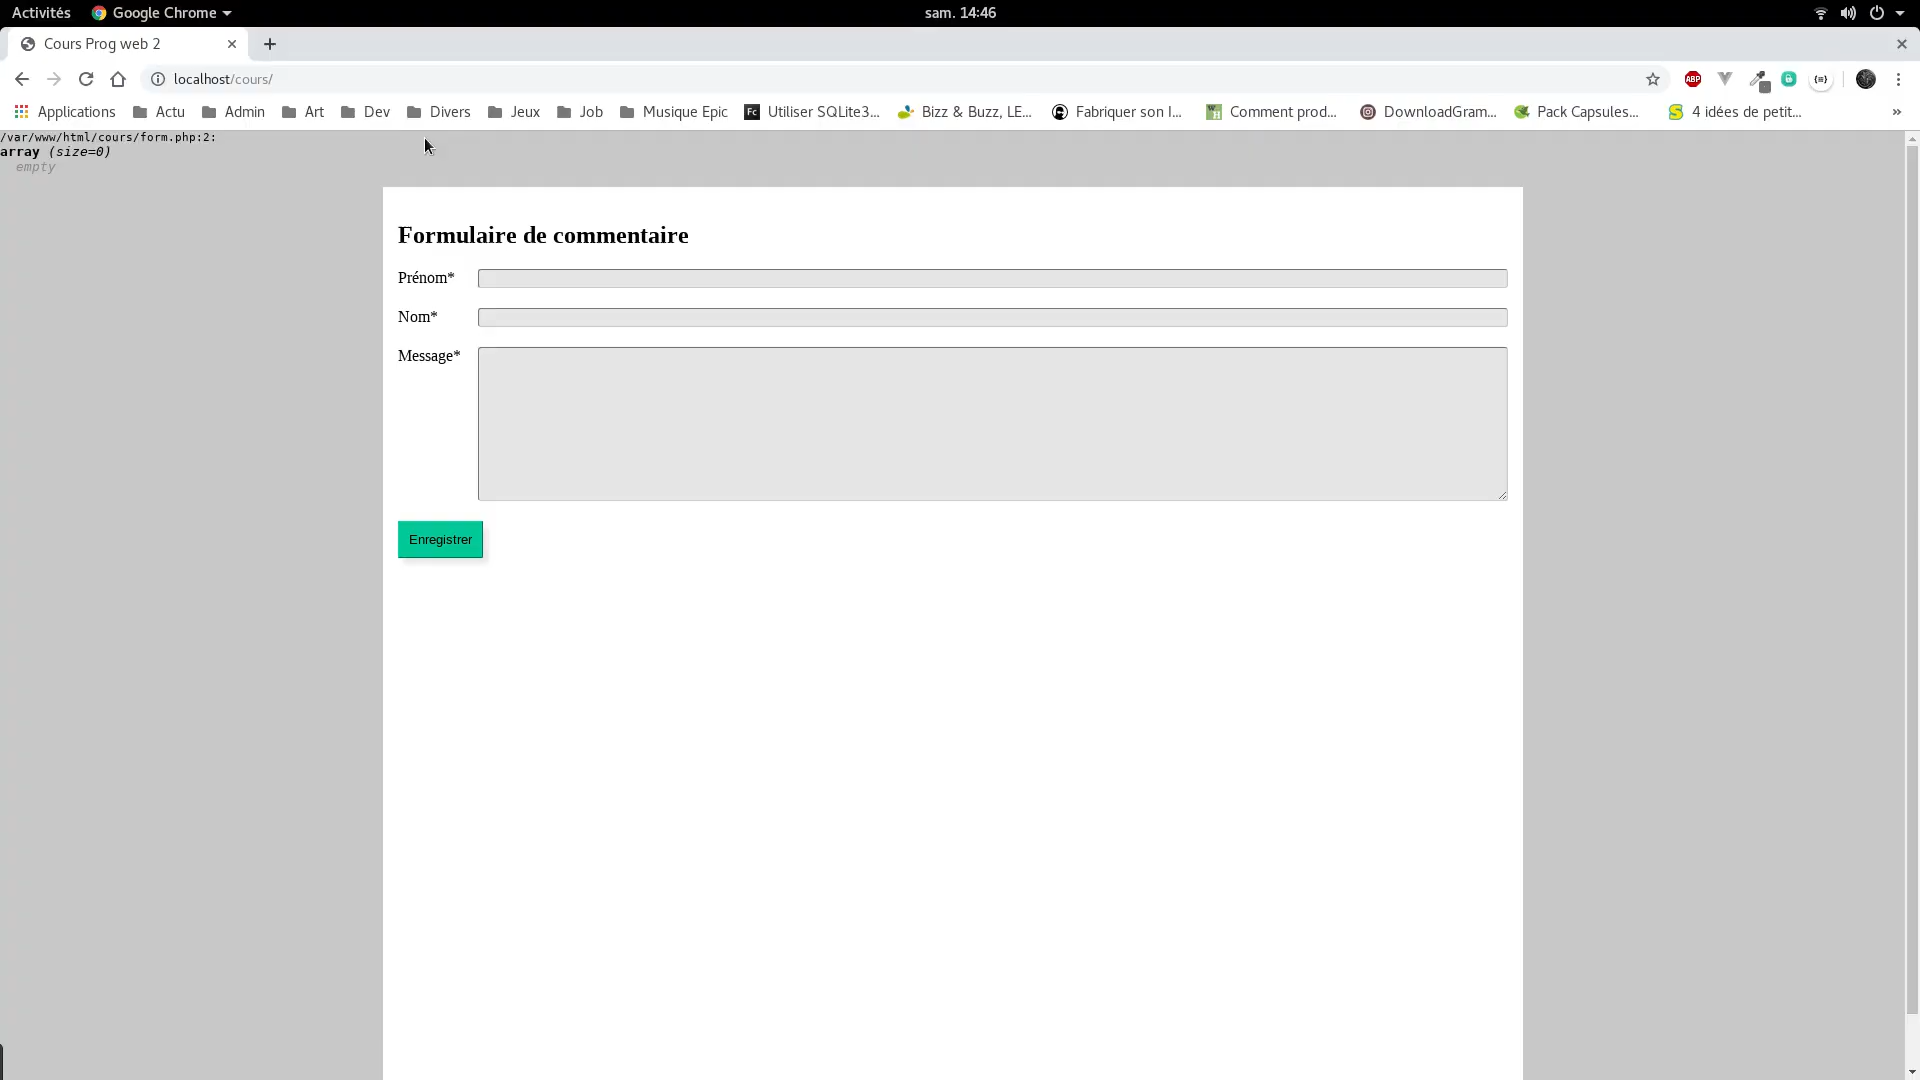 Activités Google Chrome sam. 14:46
Cours Prog web 2
localhost/cours/ ABP
Applications Actu Admin Art Dev Divers Jeux Job Musique Epic Fc Utiliser SQLite3... Bizz & Buzz, LE... Fabriquer son I... Comment prod... DownloadGram... Pack Capsules... 4 idées de petit... »
/var/www/html/cours/form.php:2:
array (size=0)
empty
Formulaire de commentaire
Prénom*
Nom*
Message*
Enregistrer